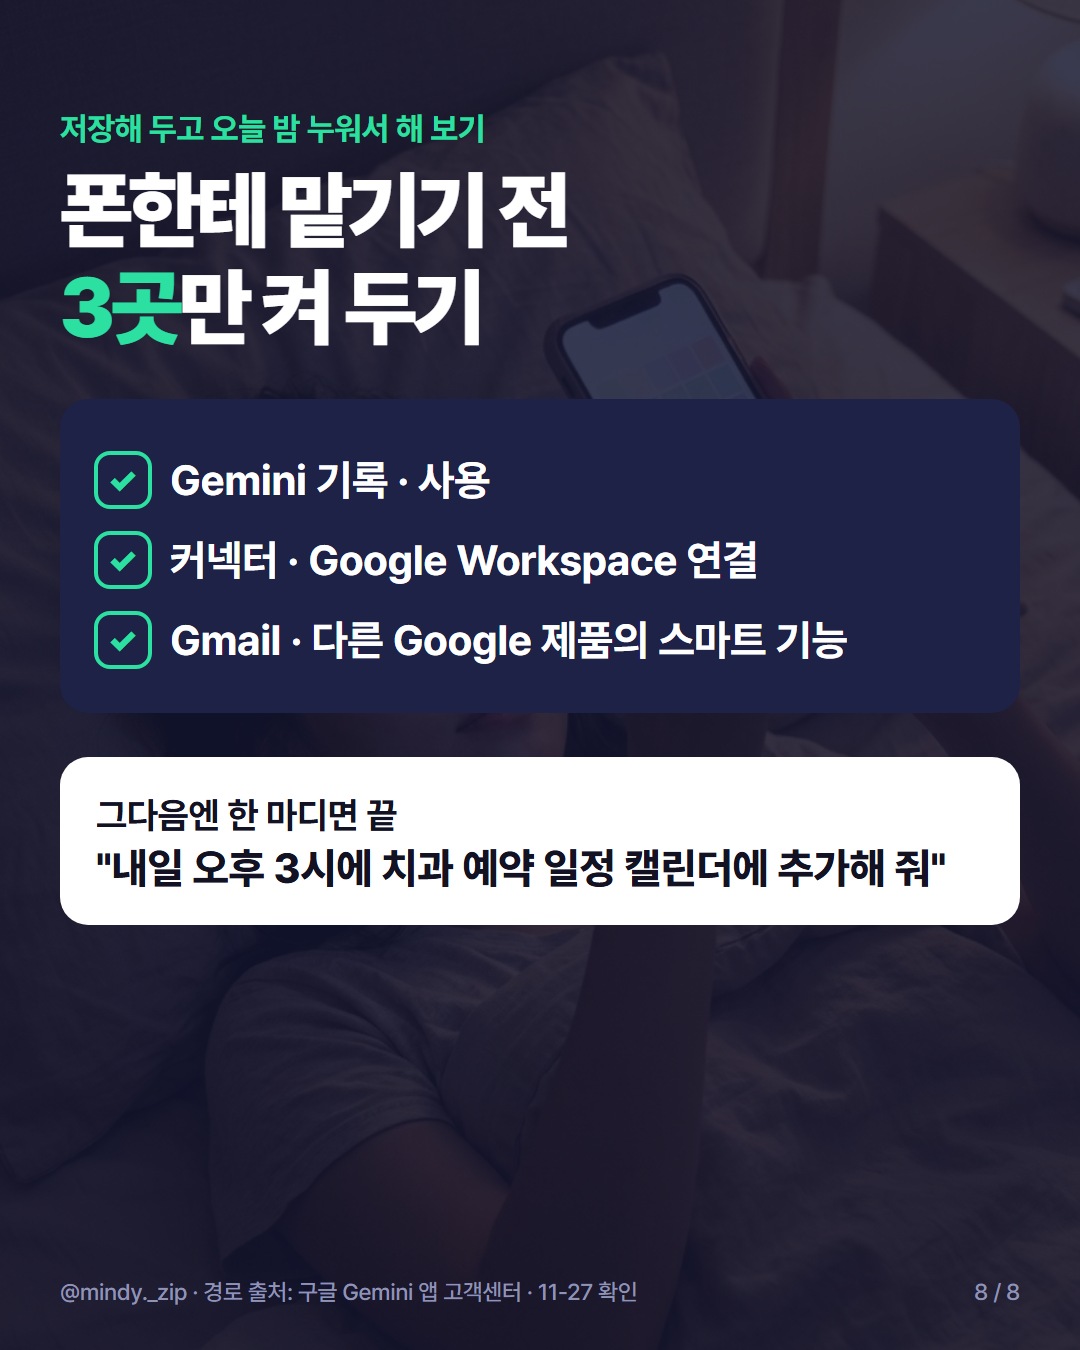 저장해 두고 오늘 밤 누워서 해 보기
폰한테 맡기기 전
3곳만 켜 두기
Gemini 기록 · 사용
커넥터 · Google Workspace 연결
Gmail · 다른 Google 제품의 스마트 기능
그다음엔 한 마디면 끝
"내일 오후 3시에 치과 예약 일정 캘린더에 추가해 줘"
@mindy._zip · 경로 출처: 구글 Gemini 앱 고객센터 · 11-27 확인
8 / 8